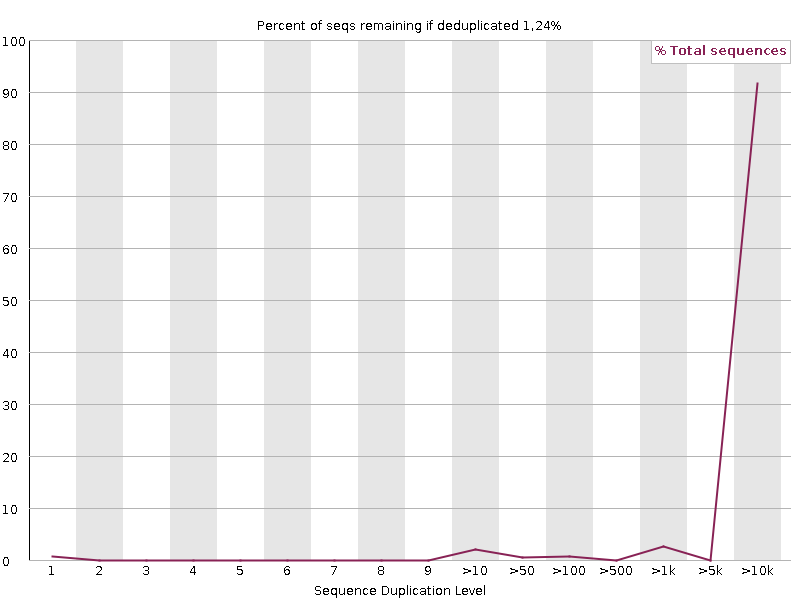 Percent of seqs remaining if deduplicated 1,24%
% Total sequences
100
90
80
70
60
50
40
30
20
10
0
1 2 3 4 5 6 7 8 9 >10 >50 >100 >500 >1k >5k >10k
Sequence Duplication Level